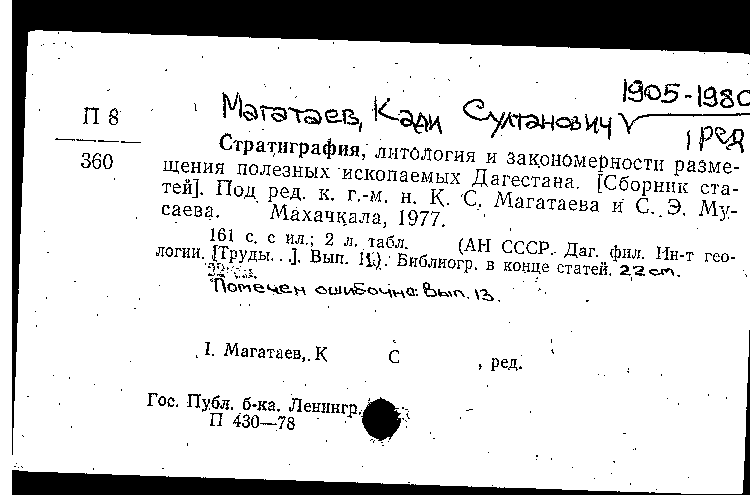 1905-1980
Магатаев, Кади Султанович
, ред
П 8
360
Стратиграфия, литология и закономерности разме-
щения полезных ископаемых Дагестана. [Сборник ста-
тей]. Под ред. к. г.-м. н. К. С. Магатаева и С. Э. Му-
саева. Махачкала, 1977.
161 с. с ил.; 2 л. табл. (АН СССР. Даг. фил. Ин-т гео-
логии. [Труды. . .]. Вып. 11). Библиогр. в конце статей. 22 cm.
Помечен ошибочно: Вып. 13.
1. Магатаев, К С , ред.
Гос. Публ. б-ка. Ленингр.
П 430—78